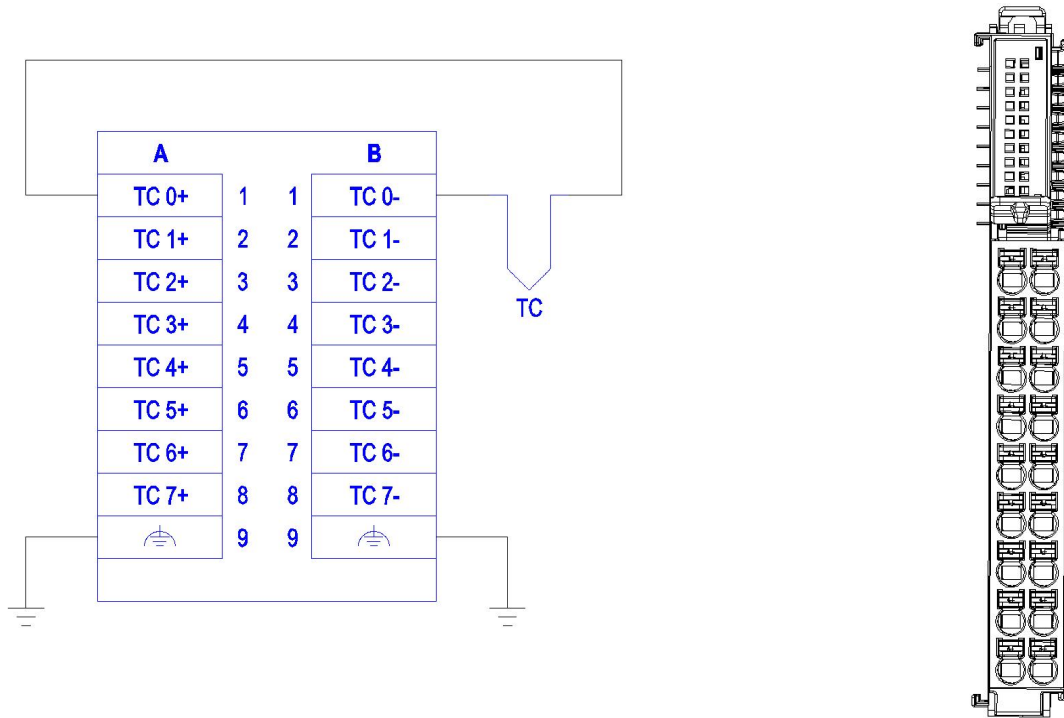 A B
TC 0+ 1 1 TC 0-
TC 1+ 2 2 TC 1-
TC 2+ 3 3 TC 2-
TC 3+ 4 4 TC 3-
TC 4+ 5 5 TC 4-
TC 5+ 6 6 TC 5-
TC 6+ 7 7 TC 6-
TC 7+ 8 8 TC 7-
9 9
TC